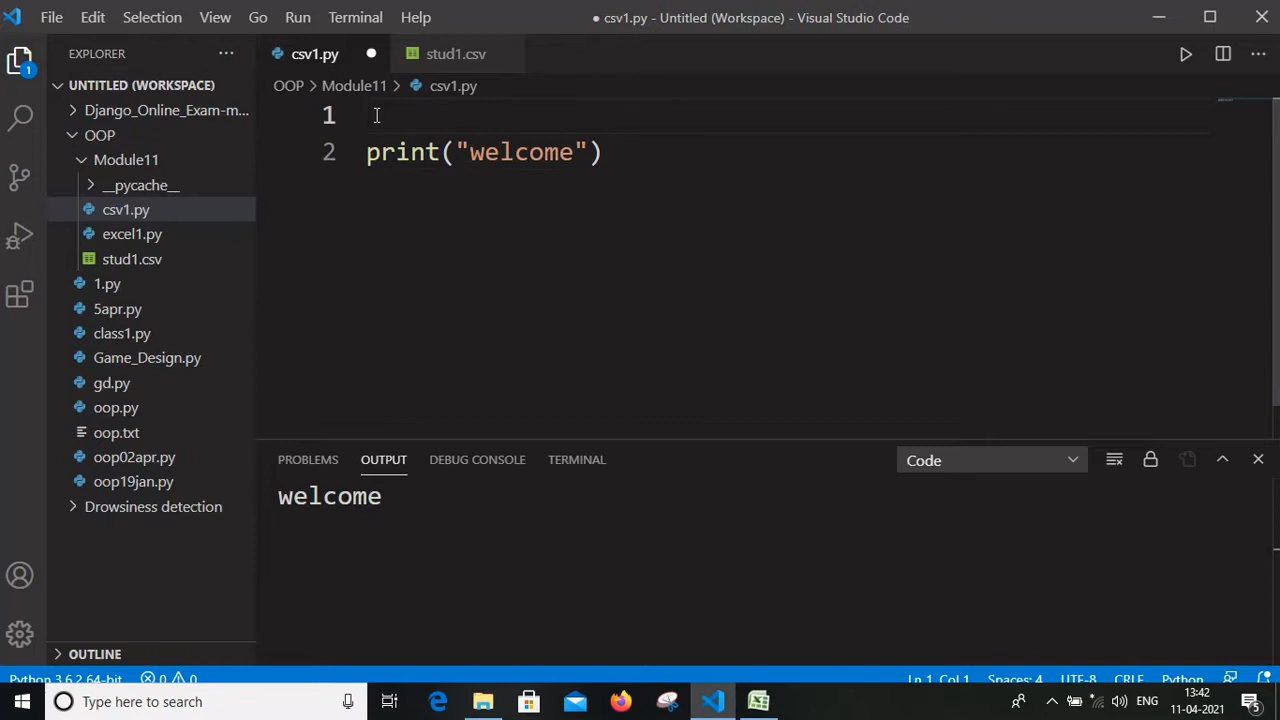 File Edit Selection View Go Run Terminal Help ● csv1.py - Untitled (Workspace) - Visual Studio Code
EXPLORER
csv1.py stud1.csv
UNTITLED (WORKSPACE)
OOP > Module11 > csv1.py
Django_Online_Exam-m...
OOP
Module11
__pycache__
csv1.py
excel1.py
stud1.csv
1.py
5apr.py
class1.py
Game_Design.py
gd.py
oop.py
oop.txt
oop02apr.py
oop19jan.py
Drowsiness detection
OUTLINE
1
2 print("welcome")
PROBLEMS OUTPUT DEBUG CONSOLE TERMINAL Code
welcome
Python 3.6.2 64-bit 0 0 Ln 1, Col 1 Spaces: 4 UTF-8 CRLF Python
1
Type here to search ENG 13:42
11-04-2021
5